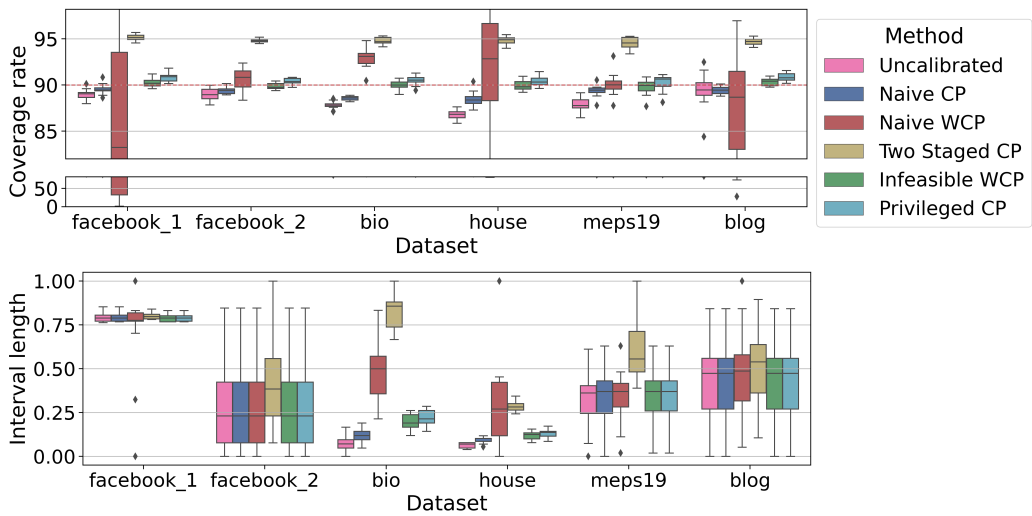 Coverage rate
95
90
85
50
0
facebook_1 facebook_2 bio house meps19 blog
Dataset
Method
Uncalibrated
Naive CP
Naive WCP
Two Staged CP
Infeasible WCP
Privileged CP
Interval length
1.00
0.75
0.50
0.25
0.00
facebook_1 facebook_2 bio house meps19 blog
Dataset